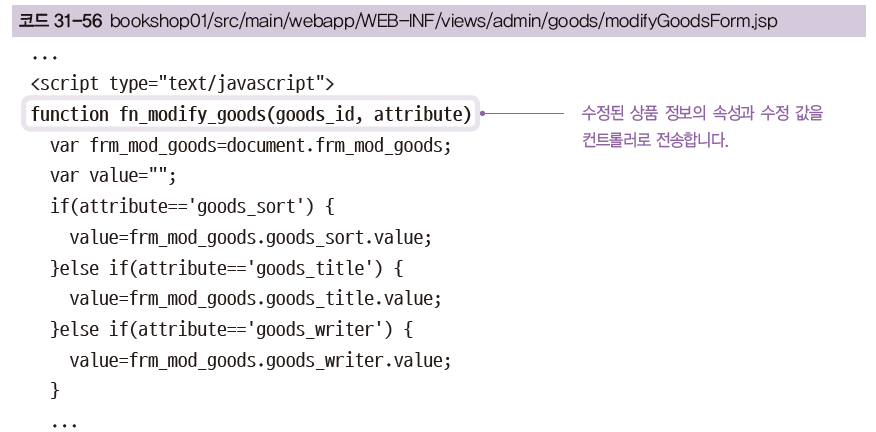 코드 31-56 bookshop01/src/main/webapp/WEB-INF/views/admin/goods/modifyGoodsForm.jsp
...
<script type="text/javascript">
function fn_modify_goods(goods_id, attribute)
수정된 상품 정보의 속성과 수정 값을
컨트롤러로 전송합니다.
var frm_mod_goods=document.frm_mod_goods;
var value="";
if(attribute=='goods_sort') {
value=frm_mod_goods.goods_sort.value;
}else if(attribute=='goods_title') {
value=frm_mod_goods.goods_title.value;
}else if(attribute=='goods_writer') {
value=frm_mod_goods.goods_writer.value;
}
...